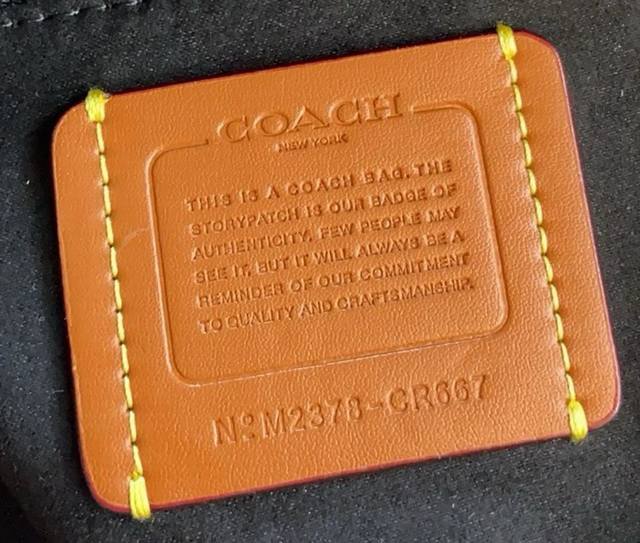 COACH
NEW YORK
THIS IS A COACH BAG. THE
STORYPATCH IS OUR BADGE OF
AUTHENTICITY. FEW PEOPLE MAY
SEE IT, BUT IT WILL ALWAYS BE A
REMINDER OF OUR COMMITMENT
TO QUALITY AND CRAFTSMANSHIP.
Nº M2378-CR667